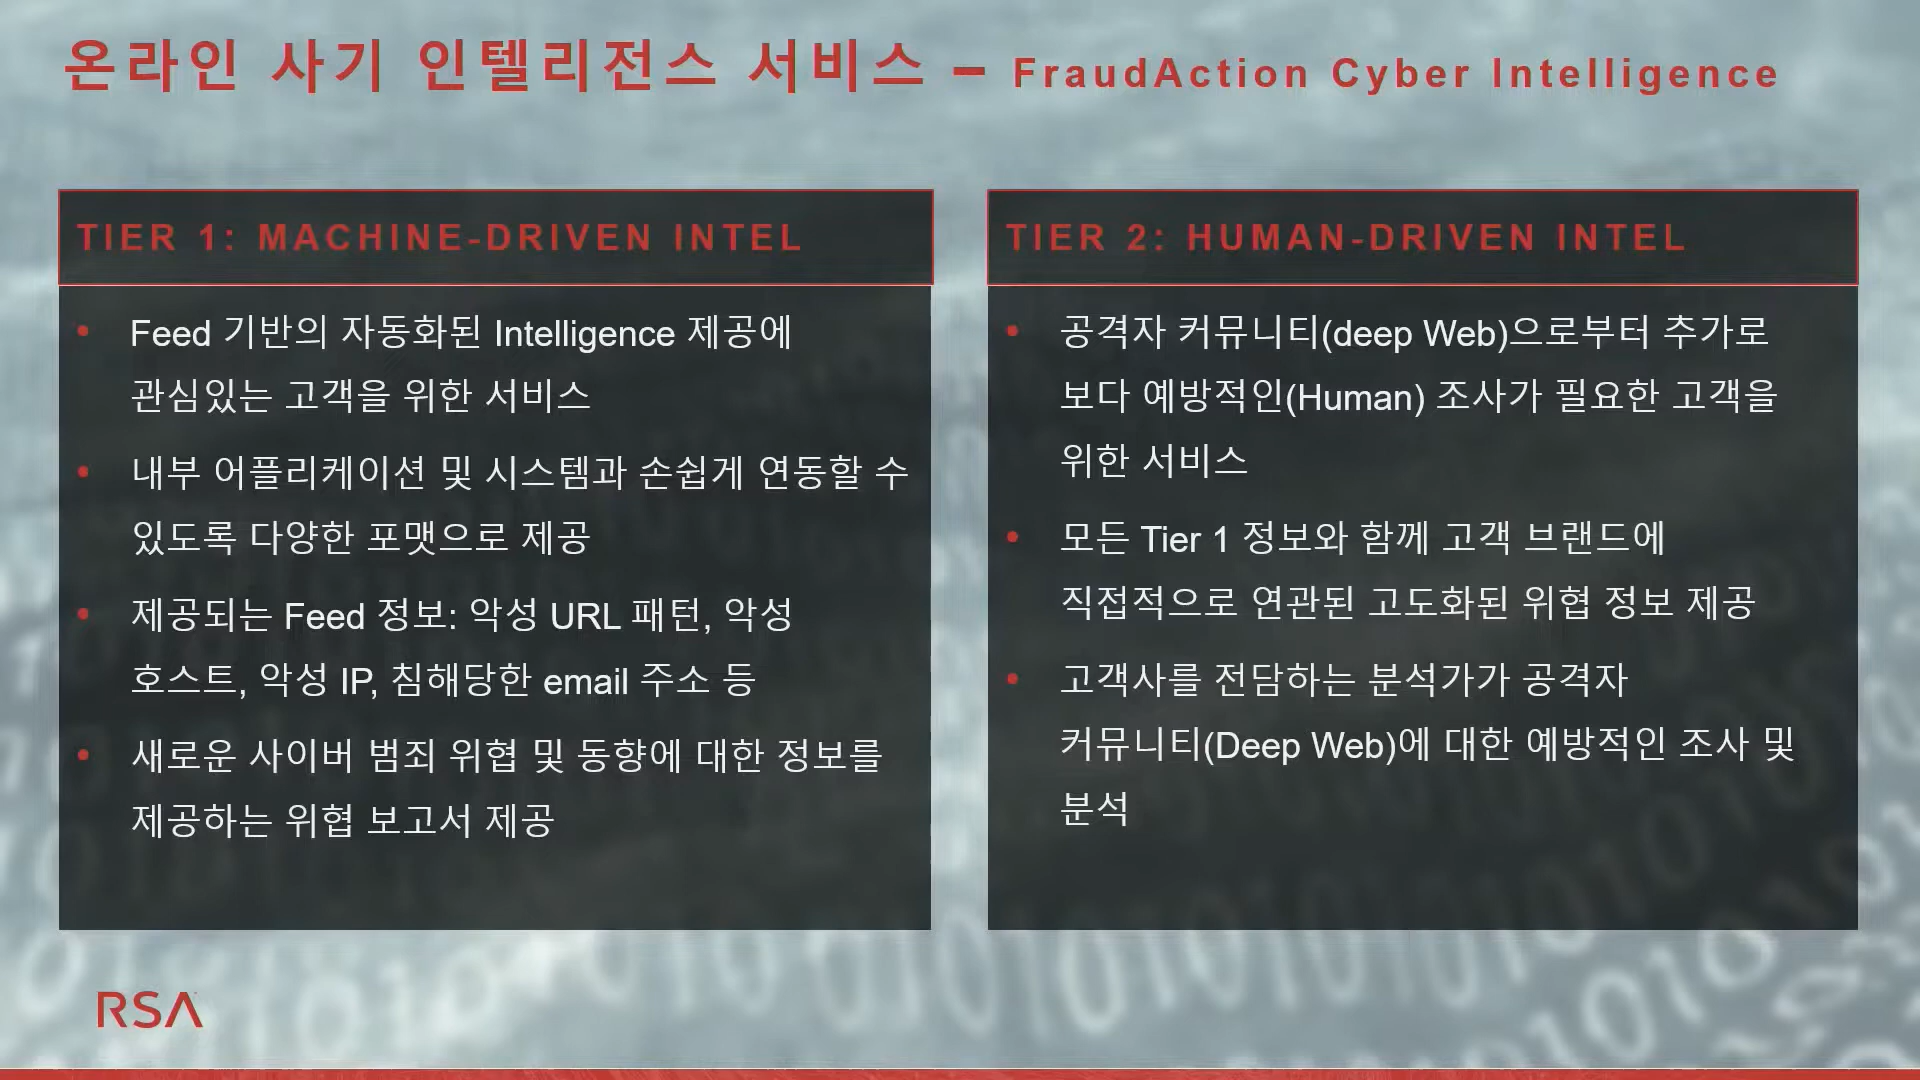 온라인 사기 인텔리전스 서비스 – FraudAction Cyber Intelligence
TIER 1: MACHINE-DRIVEN INTEL
• Feed 기반의 자동화된 Intelligence 제공에
관심있는 고객을 위한 서비스
• 내부 어플리케이션 및 시스템과 손쉽게 연동할 수
있도록 다양한 포맷으로 제공
• 제공되는 Feed 정보: 악성 URL 패턴, 악성
호스트, 악성 IP, 침해당한 email 주소 등
• 새로운 사이버 범죄 위협 및 동향에 대한 정보를
제공하는 위협 보고서 제공
TIER 2: HUMAN-DRIVEN INTEL
• 공격자 커뮤니티(deep Web)으로부터 추가로
보다 예방적인(Human) 조사가 필요한 고객을
위한 서비스
• 모든 Tier 1 정보와 함께 고객 브랜드에
직접적으로 연관된 고도화된 위협 정보 제공
• 고객사를 전담하는 분석가가 공격자
커뮤니티(Deep Web)에 대한 예방적인 조사 및
분석
RSA